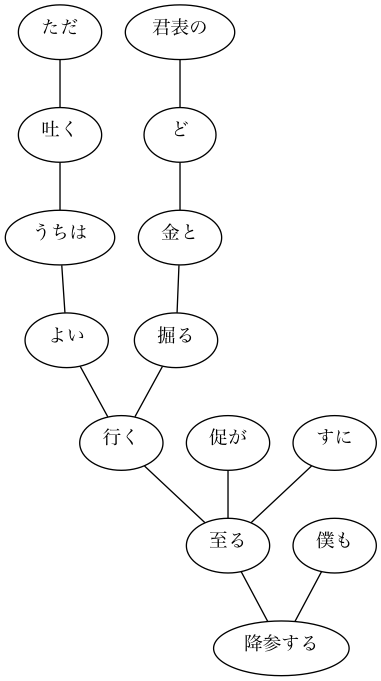 ただ 君表の
吐く ど
うちは 金と
よい 掘る
行く 促が すに
至る 僕も
降参する